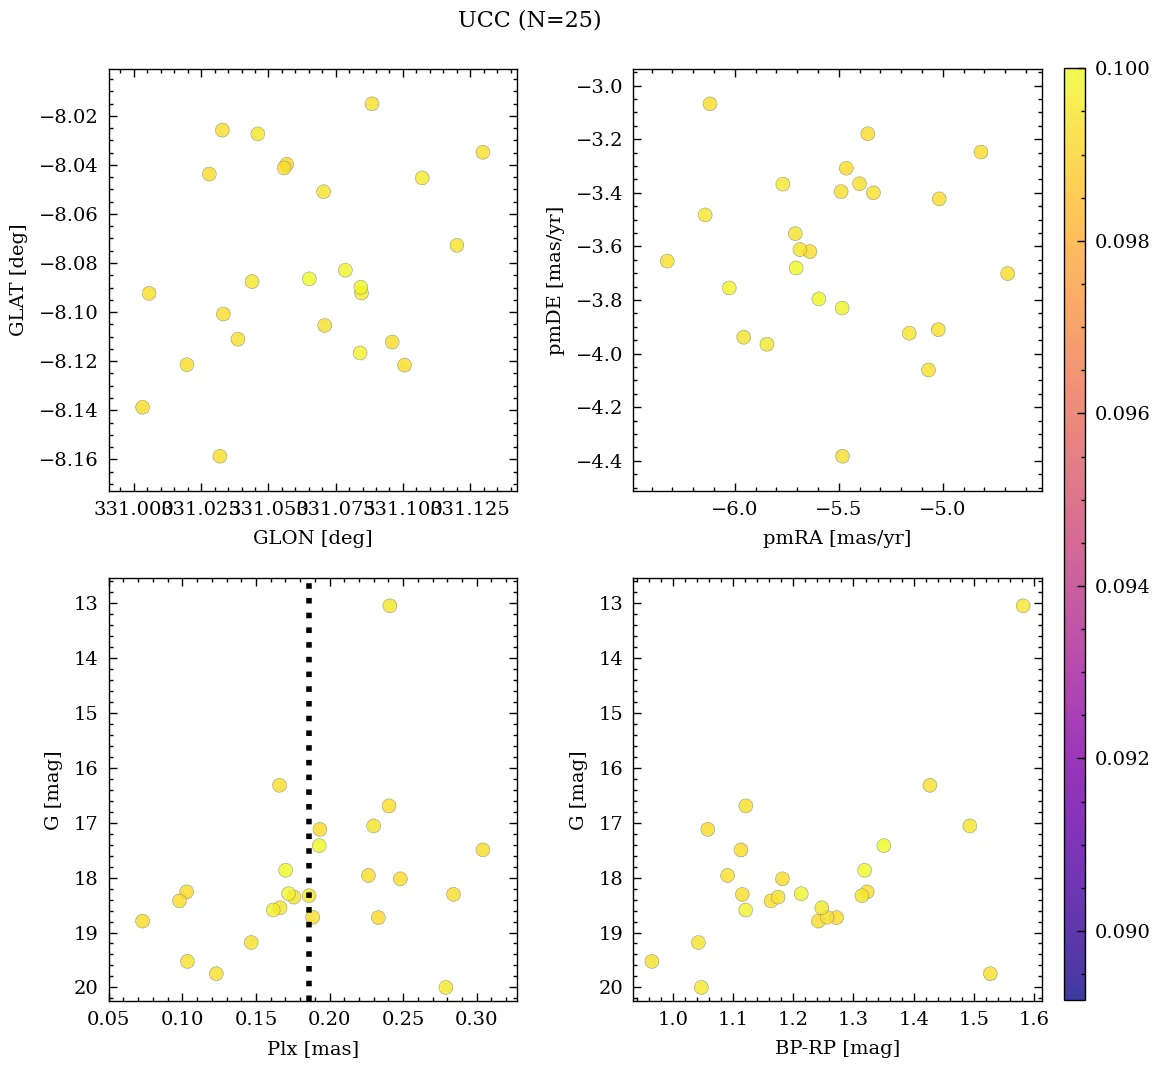 UCC (N=25)
−8.02
−8.04
−8.06
−8.08
−8.10
−8.12
−8.14
−8.16
GLAT [deg]
331.000 331.025 331.050 331.075 331.100 331.125
GLON [deg]
−3.0
−3.2
−3.4
−3.6
−3.8
−4.0
−4.2
−4.4
pmDE [mas/yr]
−6.0 −5.5 −5.0
pmRA [mas/yr]
0.100
0.098
0.096
0.094
0.092
0.090
13
14
15
16
17
18
19
20
G [mag]
0.05 0.10 0.15 0.20 0.25 0.30
Plx [mas]
13
14
15
16
17
18
19
20
G [mag]
1.0 1.1 1.2 1.3 1.4 1.5 1.6
BP-RP [mag]